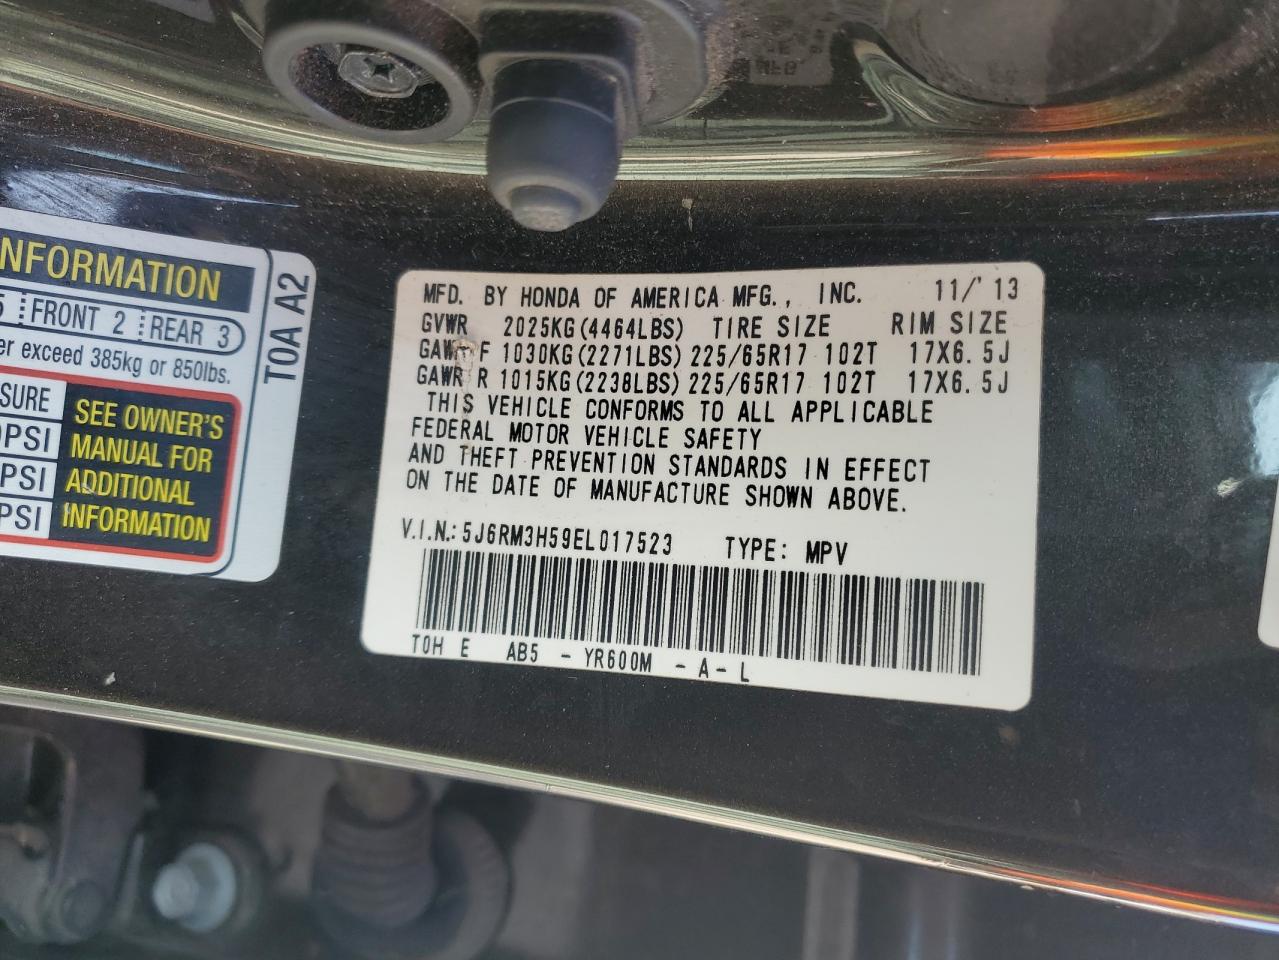 NFORMATION
5 FRONT 2 REAR 3
er exceed 385kg or 850lbs.
SURE
PSI
PSI
PSI
SEE OWNER'S
MANUAL FOR
ADDITIONAL
INFORMATION
T0A A2
MFD. BY HONDA OF AMERICA MFG., INC. 11/'13
GVWR 2025KG(4464LBS) TIRE SIZE RIM SIZE
GAWR F 1030KG(2271LBS) 225/65R17 102T 17X6.5J
GAWR R 1015KG(2238LBS) 225/65R17 102T 17X6.5J
THIS VEHICLE CONFORMS TO ALL APPLICABLE
FEDERAL MOTOR VEHICLE SAFETY
AND THEFT PREVENTION STANDARDS IN EFFECT
ON THE DATE OF MANUFACTURE SHOWN ABOVE.
V.I.N.: 5J6RM3H59EL017523 TYPE: MPV
T0H E AB5 - YR600M - A - L